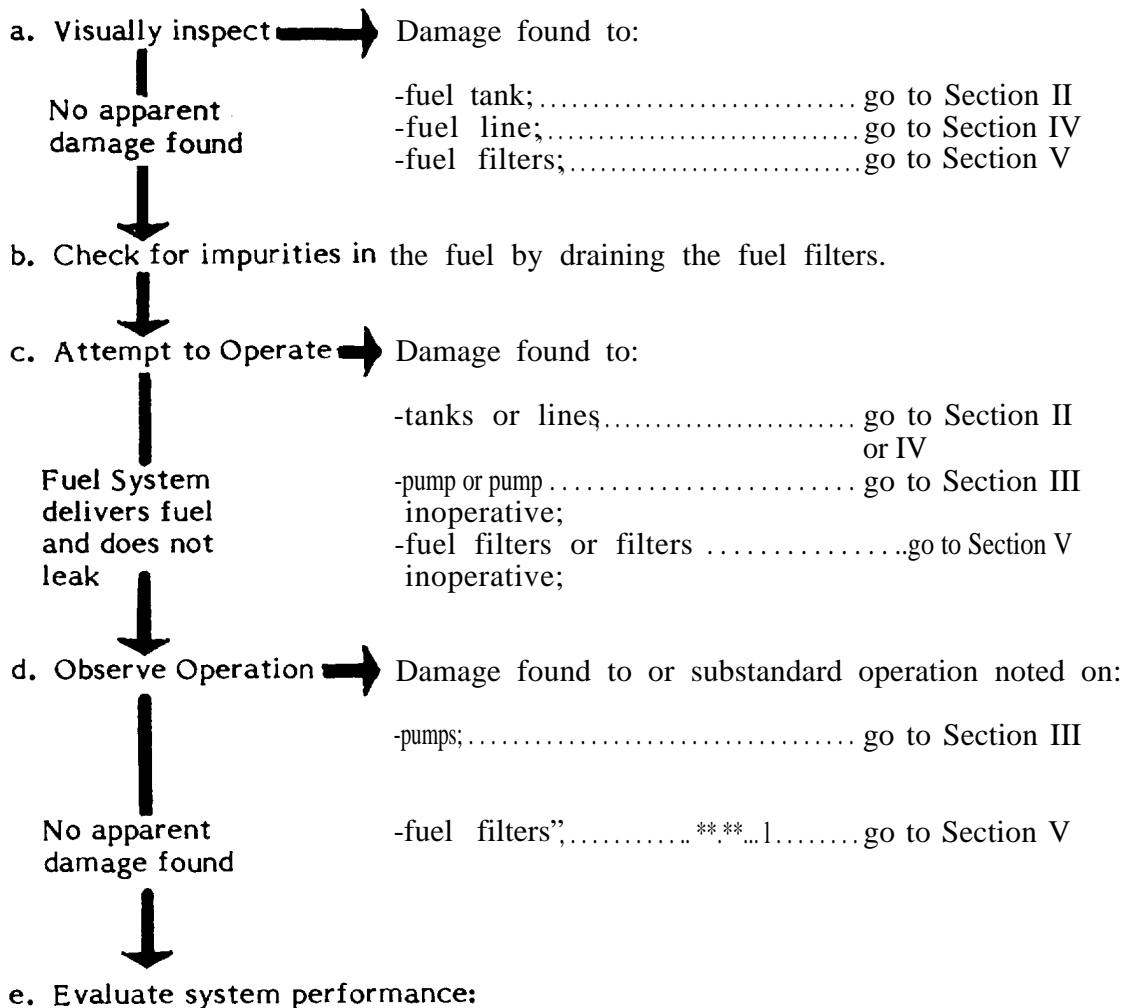 a. Visually inspect Damage found to:
No apparent
damage found
-fuel tank; .............................. go to Section II
-fuel line; .............................. go to Section IV
-fuel filters; ............................ go to Section V
b. Check for impurities in the fuel by draining the fuel filters.
c. Attempt to Operate Damage found to:
-tanks or lines, ........................ go to Section II
or IV
Fuel System
delivers fuel
and does not
leak
-pump or pump .......................... go to Section III
inoperative;
-fuel filters or filters .................go to Section V
inoperative;
d. Observe Operation Damage found to or substandard operation noted on:
-pumps; .................................. go to Section III
No apparent
damage found
-fuel filters”, ............ **.**...l........ go to Section V
e. Evaluate system performance: